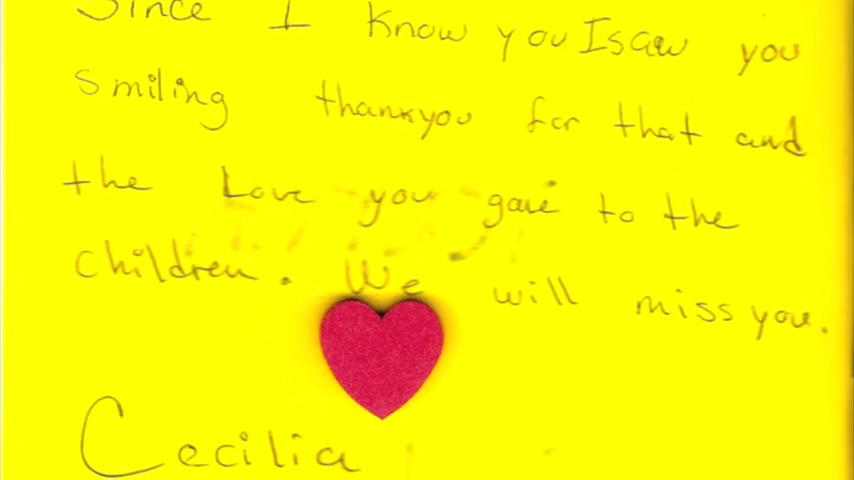 Since I know you I saw you
smiling thankyou for that and
the Love you gave to the
children. We will miss you.
Cecilia